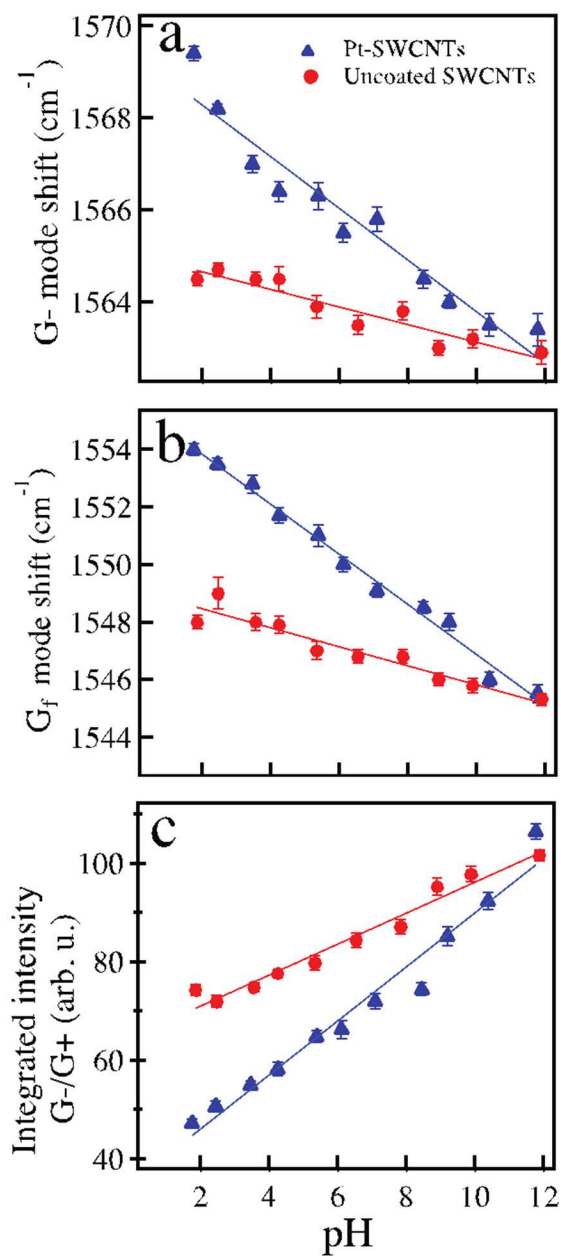 a
Pt-SWCNTs
Uncoated SWCNTs
G- mode shift (cm⁻¹)
1570
1568
1566
1564
b
G_f mode shift (cm⁻¹)
1554
1552
1550
1548
1546
1544
c
Integrated intensity
G-/G+ (arb. u.)
100
80
60
40
2 4 6 8 10 12
pH